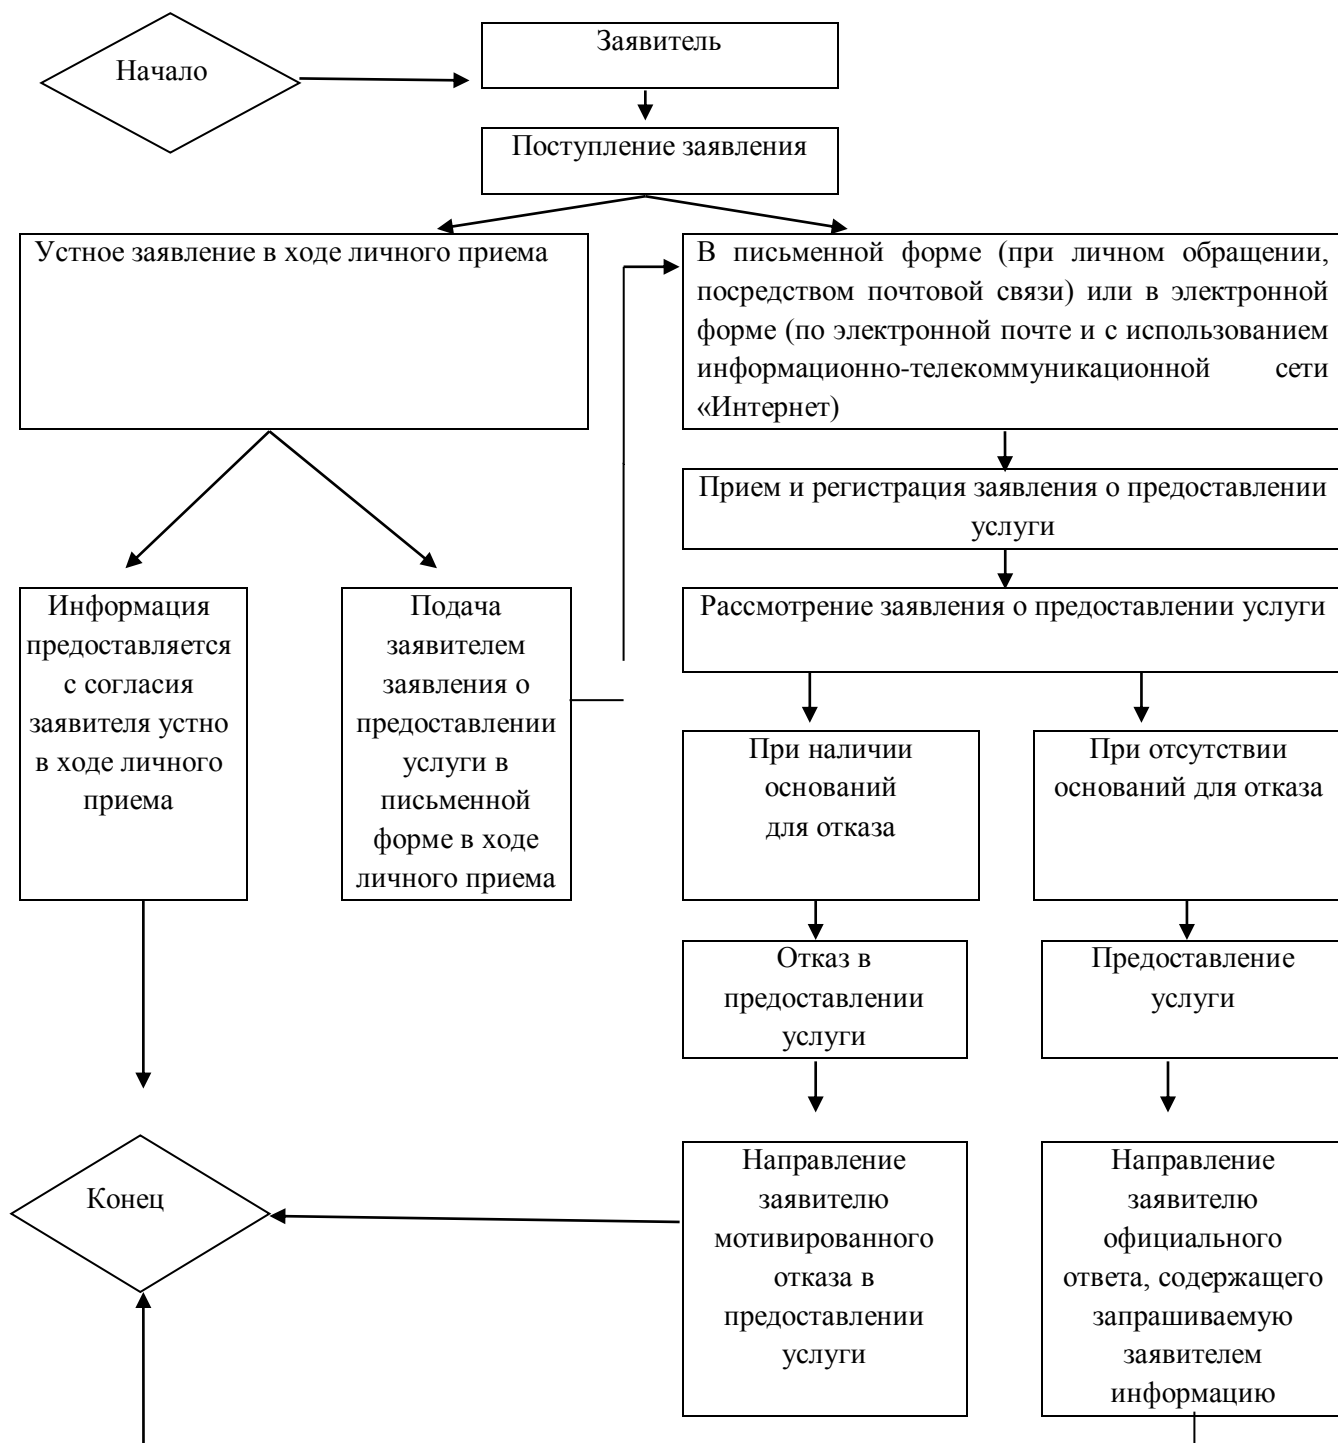 Начало
Заявитель
Поступление заявления
Устное заявление в ходе личного приема
В письменной форме (при личном обращении,
посредством почтовой связи) или в электронной
форме (по электронной почте и с использованием
информационно-телекоммуникационной сети
«Интернет)
Прием и регистрация заявления о предоставлении
услуги
Рассмотрение заявления о предоставлении услуги
Информация
предоставляется
с согласия
заявителя устно
в ходе личного
приема
Подача
заявителем
заявления о
предоставлении
услуги в
письменной
форме в ходе
личного приема
При наличии
оснований
для отказа
При отсутствии
оснований для отказа
Отказ в
предоставлении
услуги
Предоставление
услуги
Конец
Направление
заявителю
мотивированного
отказа в
предоставлении
услуги
Направление
заявителю
официального
ответа, содержащего
запрашиваемую
заявителем
информацию